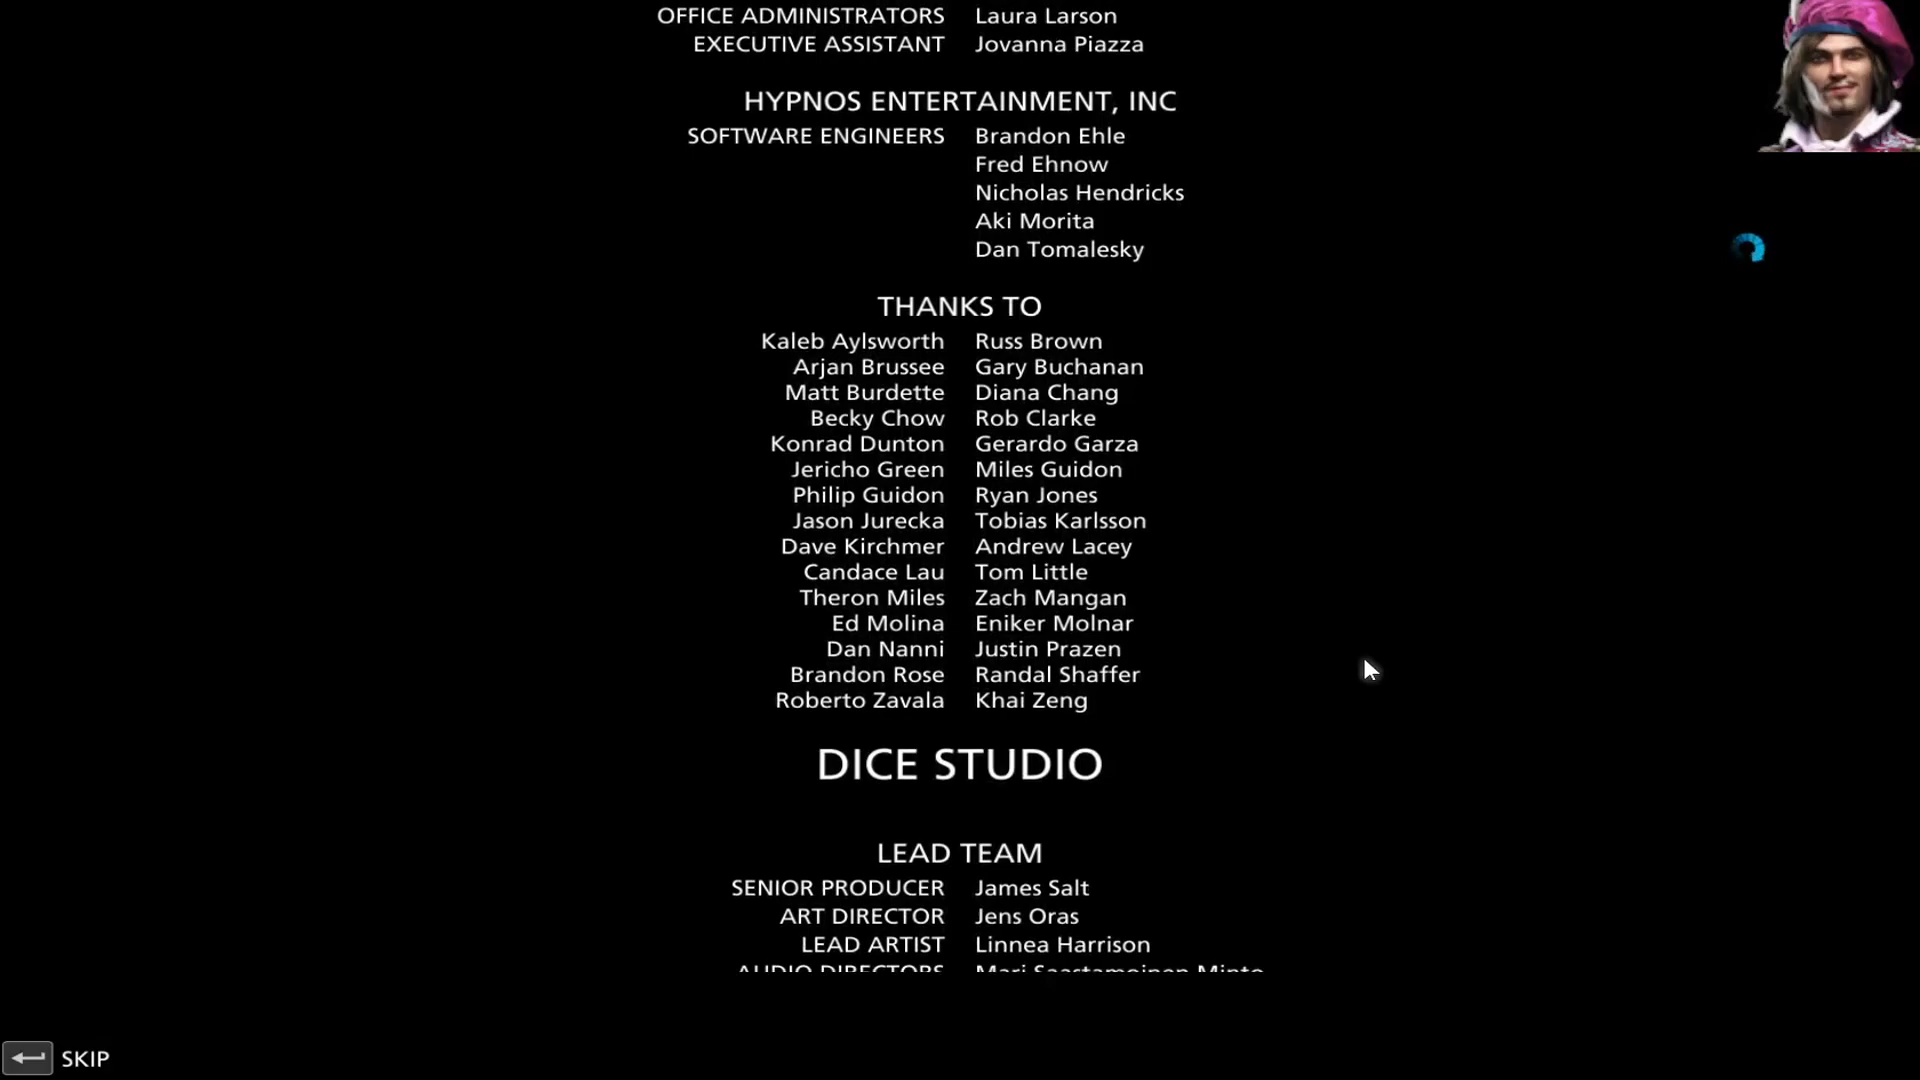 OFFICE ADMINISTRATORS Laura Larson
EXECUTIVE ASSISTANT Jovanna Piazza
HYPNOS ENTERTAINMENT, INC
SOFTWARE ENGINEERS Brandon Ehle
Fred Ehnow
Nicholas Hendricks
Aki Morita
Dan Tomalesky
THANKS TO
Kaleb Aylsworth Russ Brown
Arjan Brussee Gary Buchanan
Matt Burdette Diana Chang
Becky Chow Rob Clarke
Konrad Dunton Gerardo Garza
Jericho Green Miles Guidon
Philip Guidon Ryan Jones
Jason Jurecka Tobias Karlsson
Dave Kirchmer Andrew Lacey
Candace Lau Tom Little
Theron Miles Zach Mangan
Ed Molina Eniker Molnar
Dan Nanni Justin Prazen
Brandon Rose Randal Shaffer
Roberto Zavala Khai Zeng
DICE STUDIO
LEAD TEAM
SENIOR PRODUCER James Salt
ART DIRECTOR Jens Oras
LEAD ARTIST Linnea Harrison
AUDIO DIRECTORS Mari Saastamoinen Minto
SKIP